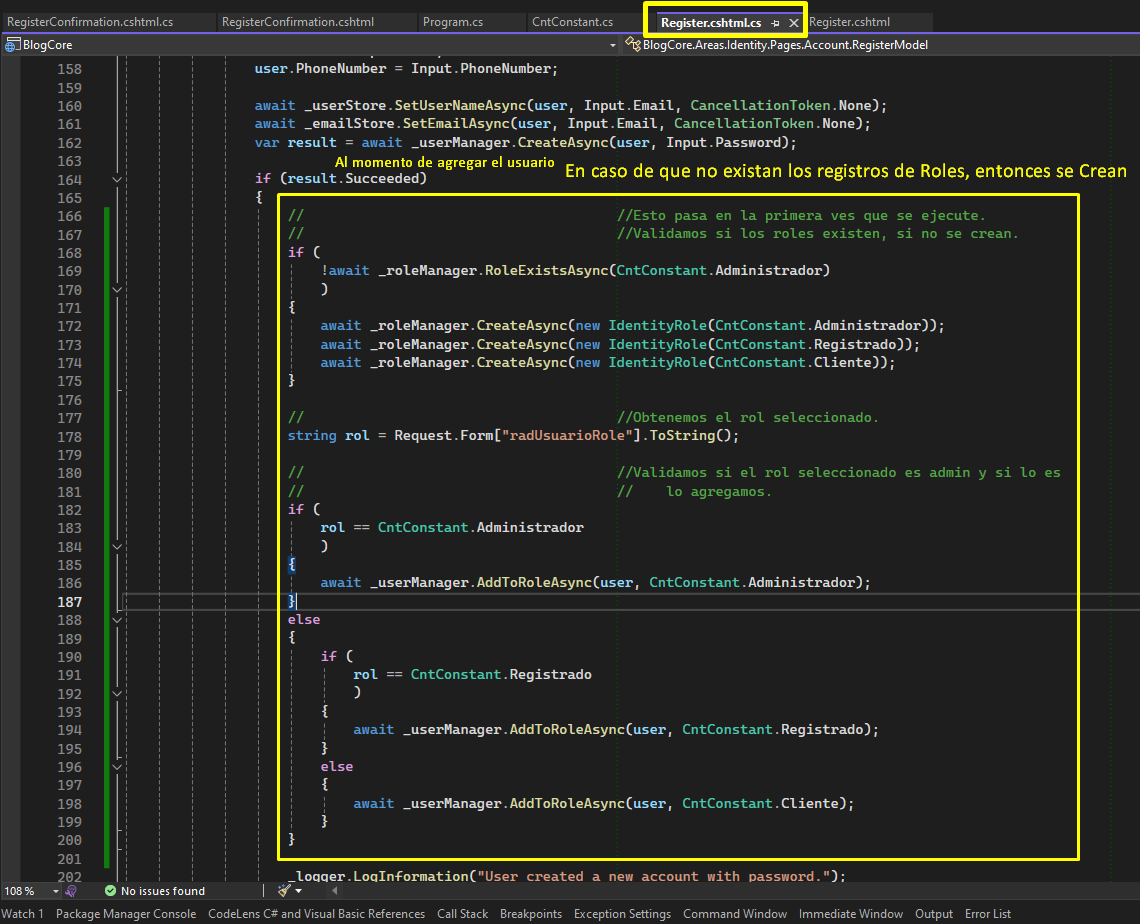 RegisterConfirmation.cshtml.cs RegisterConfirmation.cshtml Program.cs CntConstant.cs Register.cshtml.cs Register.cshtml
BlogCore BlogCore.Areas.Identity.Pages.Account.RegisterModel
158 user.PhoneNumber = Input.PhoneNumber;
159
160 await _userStore.SetUserNameAsync(user, Input.Email, CancellationToken.None);
161 await _emailStore.SetEmailAsync(user, Input.Email, CancellationToken.None);
162 var result = await _userManager.CreateAsync(user, Input.Password);
163 Al momento de agregar el usuario
En caso de que no existan los registros de Roles, entonces se Crean
164 if (result.Succeeded)
165 {
166 // //Esto pasa en la primera ves que se ejecute.
167 // //Validamos si los roles existen, si no se crean.
168 if (
169 !await _roleManager.RoleExistsAsync(CntConstant.Administrador)
170 )
171 {
172 await _roleManager.CreateAsync(new IdentityRole(CntConstant.Administrador));
173 await _roleManager.CreateAsync(new IdentityRole(CntConstant.Registrado));
174 await _roleManager.CreateAsync(new IdentityRole(CntConstant.Cliente));
175 }
176
177 // //Obtenemos el rol seleccionado.
178 string rol = Request.Form["radUsuarioRole"].ToString();
179
180 // //Validamos si el rol seleccionado es admin y si lo es
181 // // lo agregamos.
182 if (
183 rol == CntConstant.Administrador
184 )
185 {
186 await _userManager.AddToRoleAsync(user, CntConstant.Administrador);
187 }
188 else
189 {
190 if (
191 rol == CntConstant.Registrado
192 )
193 {
194 await _userManager.AddToRoleAsync(user, CntConstant.Registrado);
195 }
196 else
197 {
198 await _userManager.AddToRoleAsync(user, CntConstant.Cliente);
199 }
200 }
201
202 _logger.LogInformation("User created a new account with password.");
108 % No issues found
Watch 1 Package Manager Console CodeLens C# and Visual Basic References Call Stack Breakpoints Exception Settings Command Window Immediate Window Output Error List